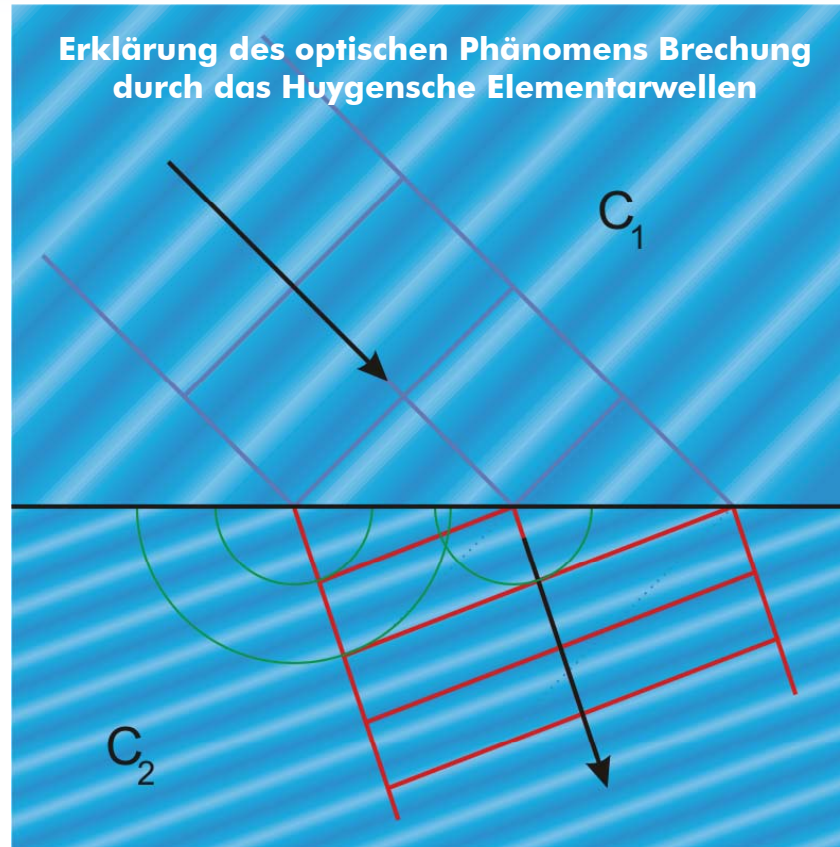 Erklärung des optischen Phänomens Brechung
durch das Huygensche Elementarwellen
C1
C2